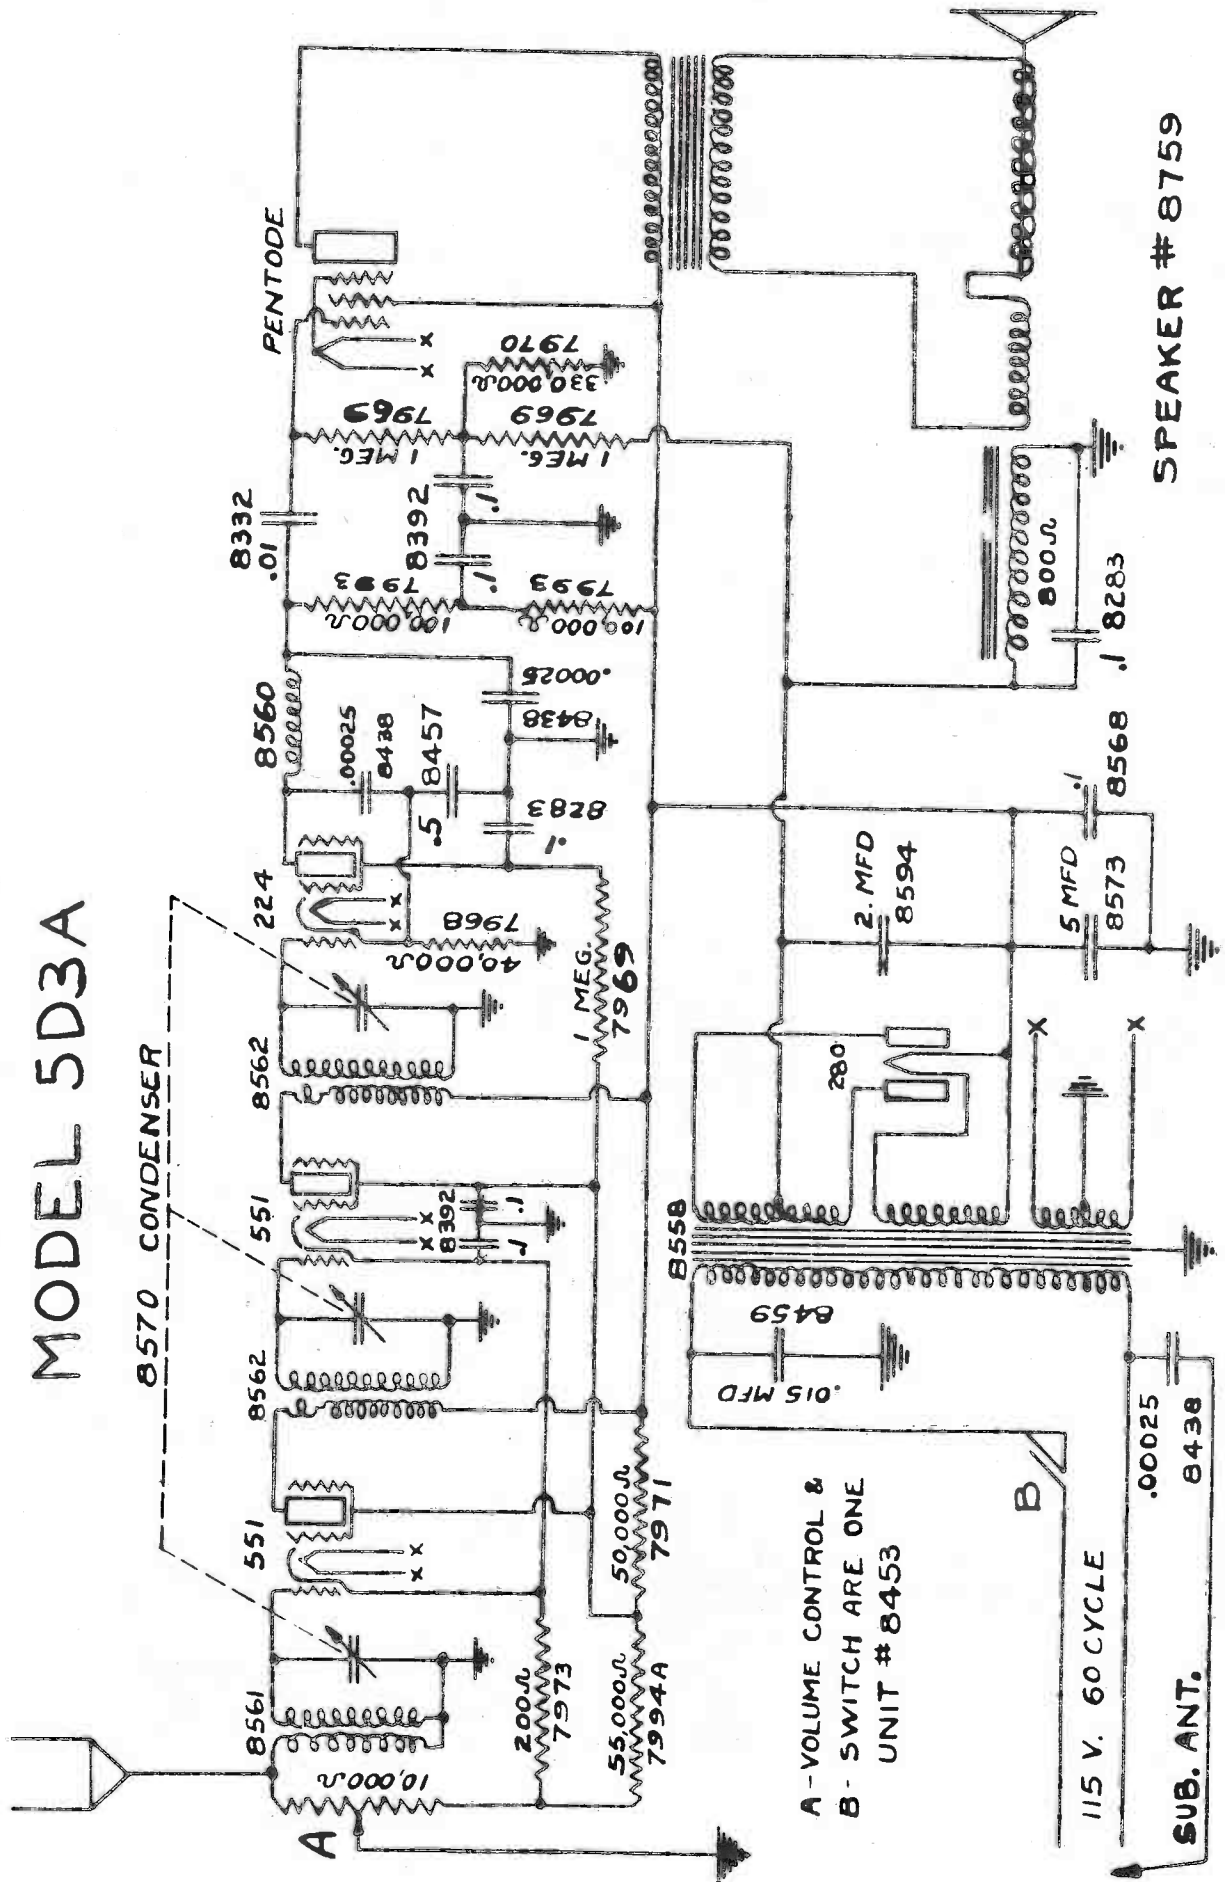 MODEL 5D3A
8570 CONDENSER
8561
551
8562
551
8562
224
8560
8332
.01
PENTODE
A
10,000Ω
200Ω
7973
55,000Ω
7994A
50,000Ω
7971
x x
x x
8392
.1 .1
x x
40,000Ω
7968
1 MEG.
7969
.00025
8438
.5
8457
.1
8283
.00025
8438
100,000Ω
7993
100,000Ω
7993
8392
.1 .1
1 MEG.
7969
1 MEG.
7969
330,000Ω
7970
x x
A - VOLUME CONTROL &
B - SWITCH ARE ONE
UNIT # 8453
B
115 V. 60 CYCLE
SUB. ANT.
.00025
8438
.015 MFD
8459
8558
280
x
x
2. MFD
8594
5 MFD
8573
.1
8568
800Ω
.1
8283
SPEAKER # 8759